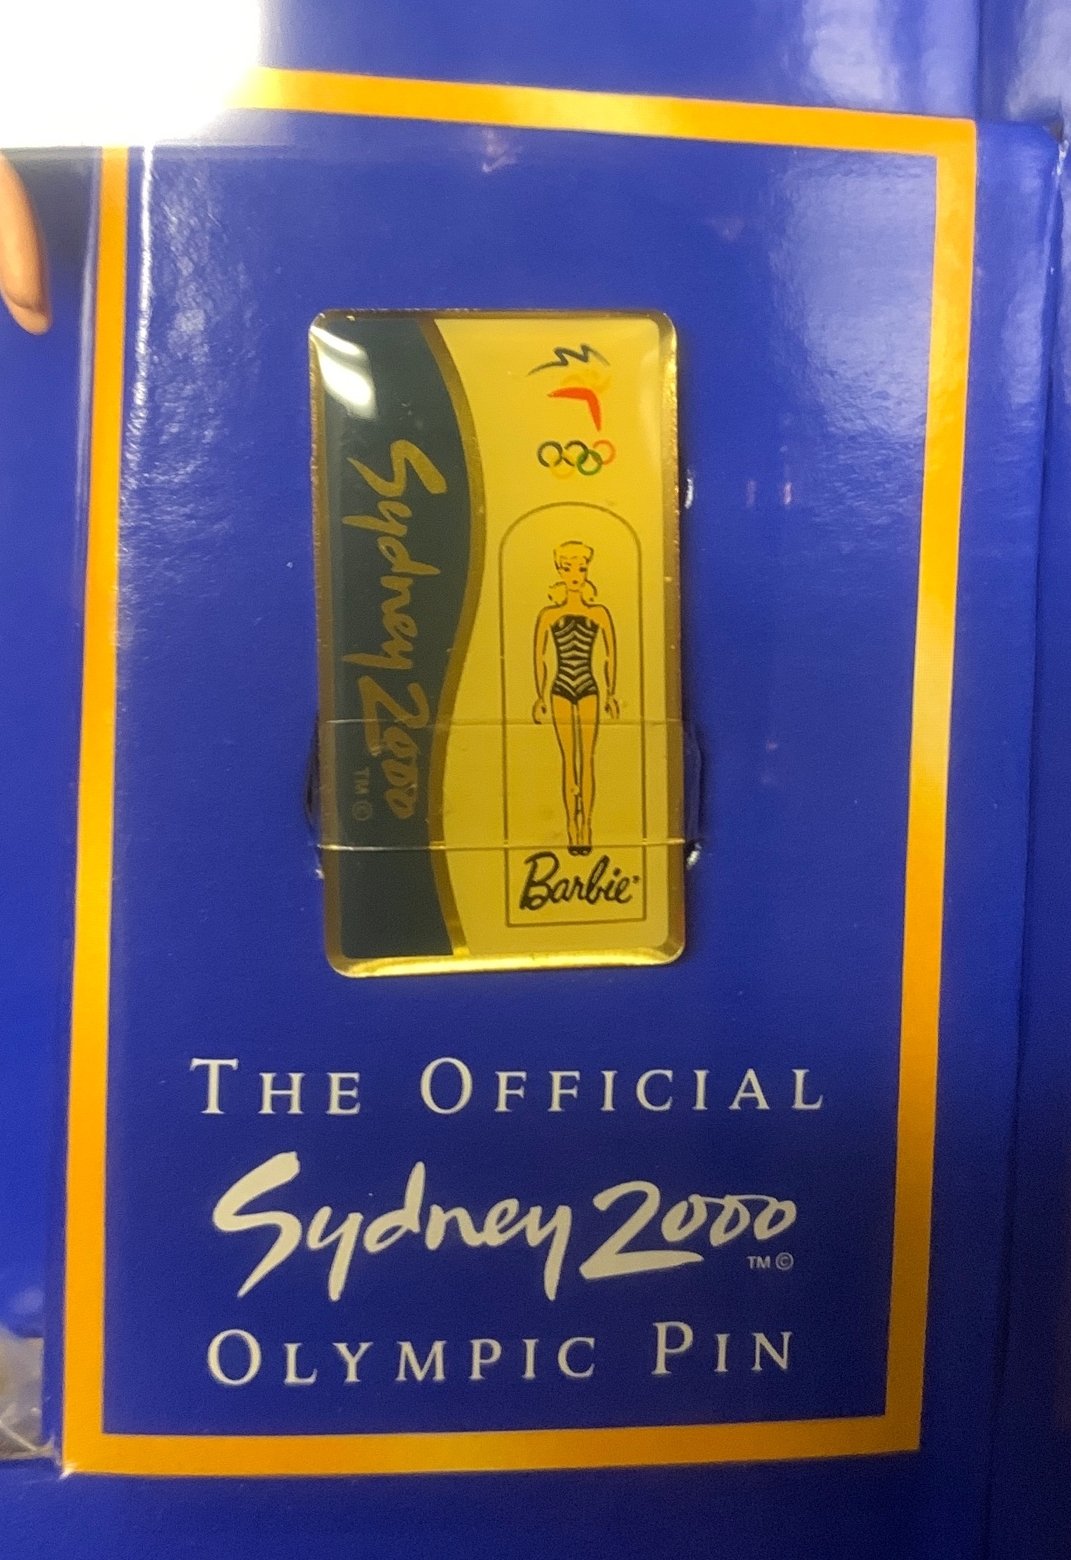 Sydney 2000
TM ©
Barbie®
THE OFFICIAL
Sydney 2000
TM ©
OLYMPIC PIN